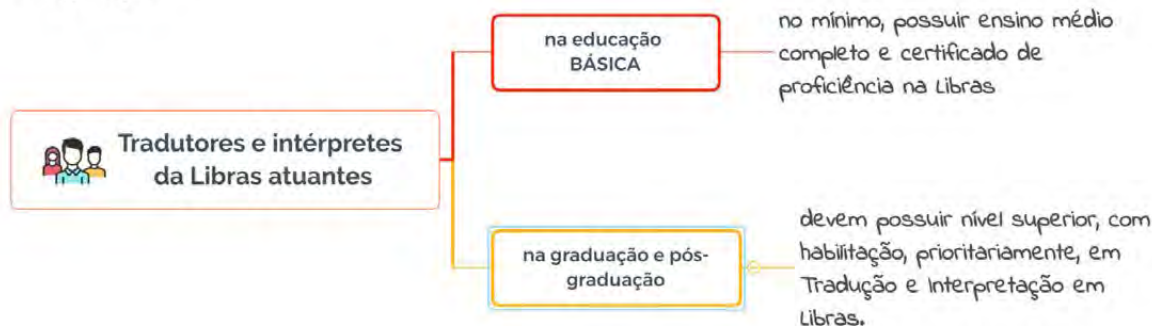 Tradutores e intérpretes
da Libras atuantes
na educação
BÁSICA
no mínimo, possuir ensino médio
completo e certificado de
proficiência na Libras
na graduação e pós-
graduação
devem possuir nível superior, com
habilitação, prioritariamente, em
Tradução e Interpretação em
Libras.